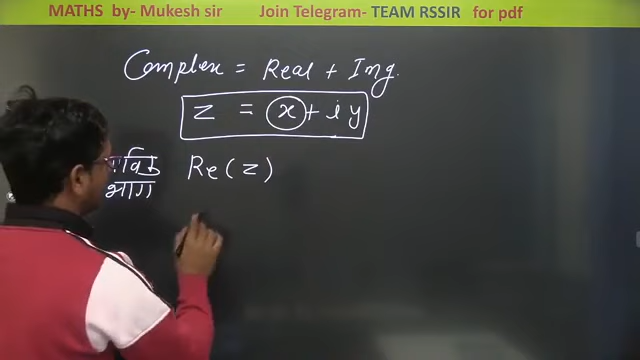 MATHS by- Mukesh sir Join Telegram- TEAM RSSIR for pdf
Complex = Real + Img.
z = x + iy
Re(z)
भाग